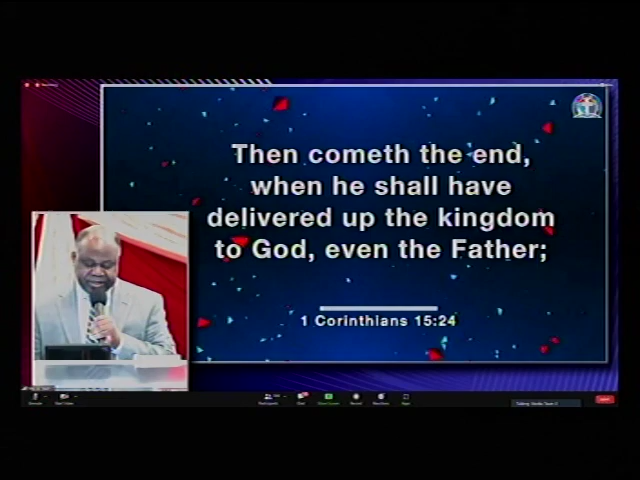 Then cometh the end,
when he shall have
delivered up the kingdom
to God, even the Father;
1 Corinthians 15:24